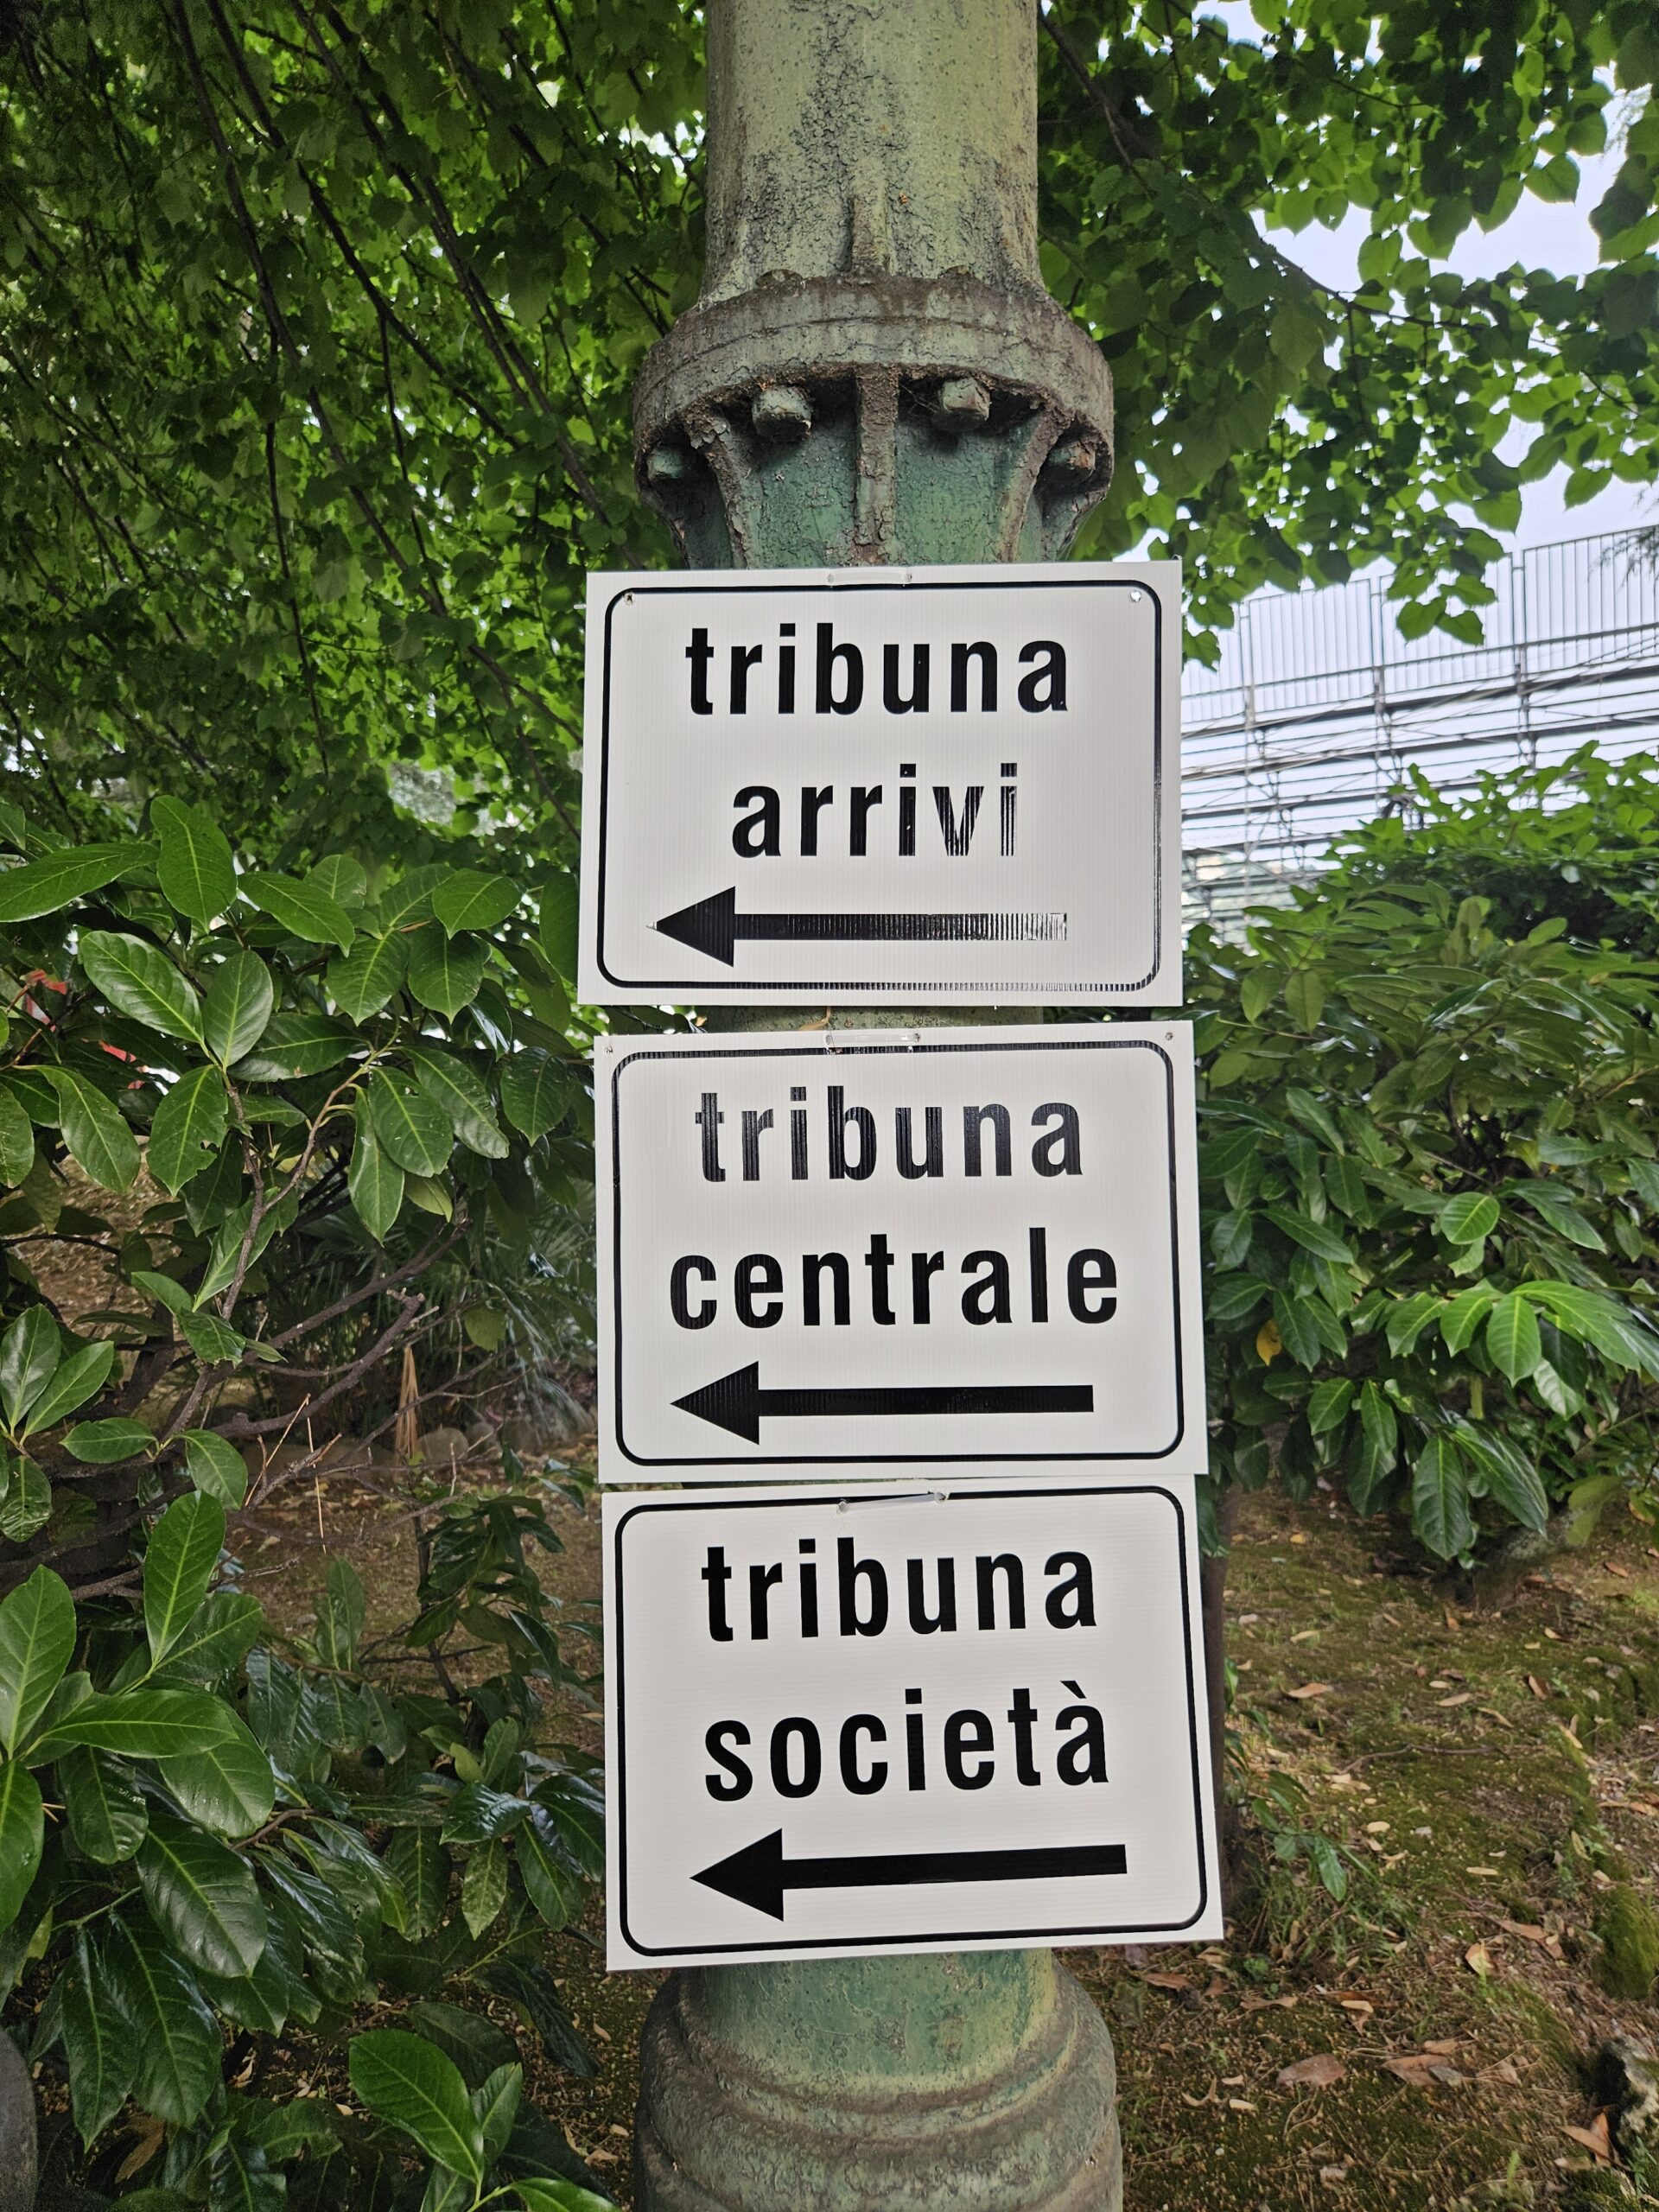 tribuna
arrivi
tribuna
centrale
tribuna
società